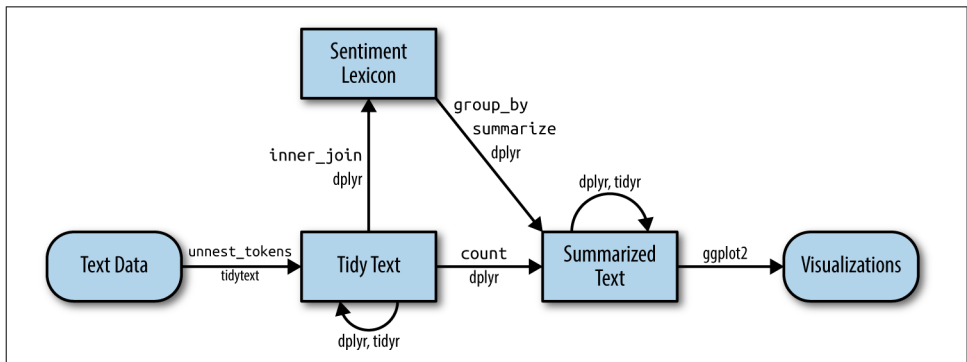 Sentiment
Lexicon
group_by
summarize
dplyr
inner_join
dplyr
dplyr, tidyr
Text Data
unnest_tokens
tidytext
Tidy Text
count
dplyr
Summarized
Text
ggplot2
Visualizations
dplyr, tidyr